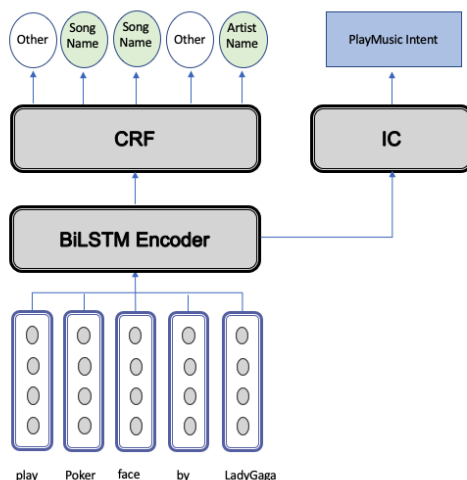 Other
Song
Name
Song
Name
Other
Artist
Name
PlayMusic Intent
CRF
IC
BiLSTM Encoder
play Poker face by LadyGaga